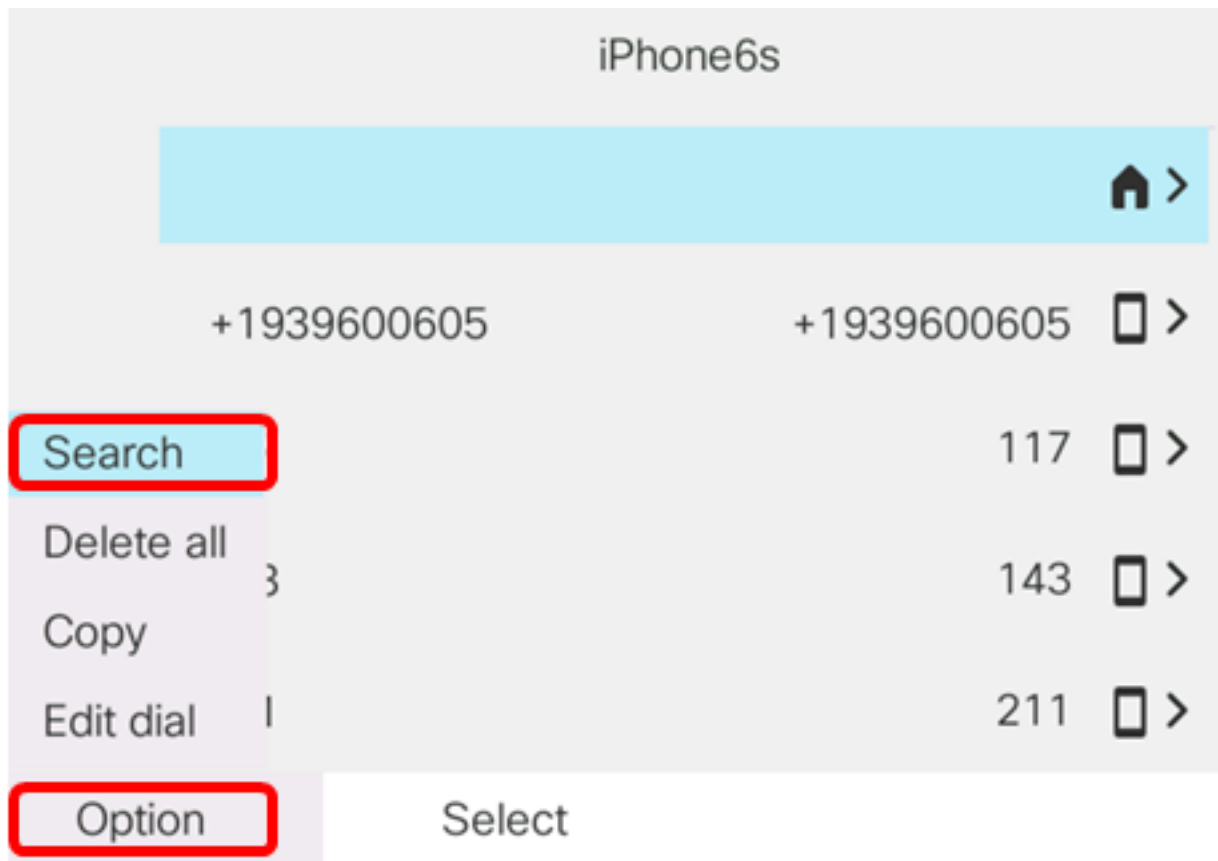 iPhone6s
+1939600605 +1939600605
Search 117
Delete all
143
Copy
Edit dial 211
Option Select